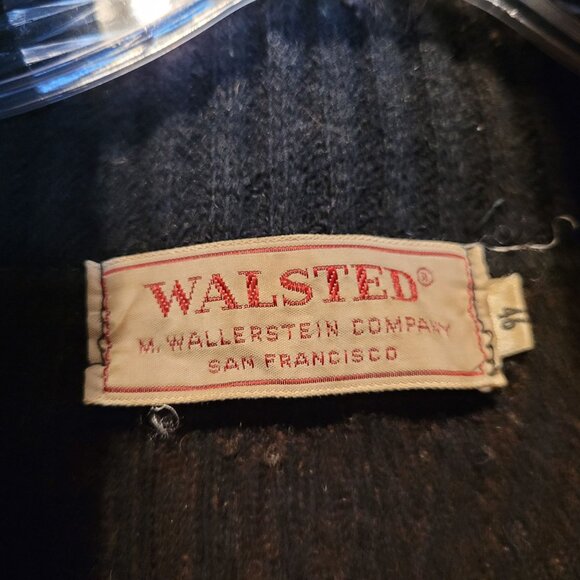 WALSTED®
M. WALLERSTEIN COMPANY
SAN FRANCISCO
46